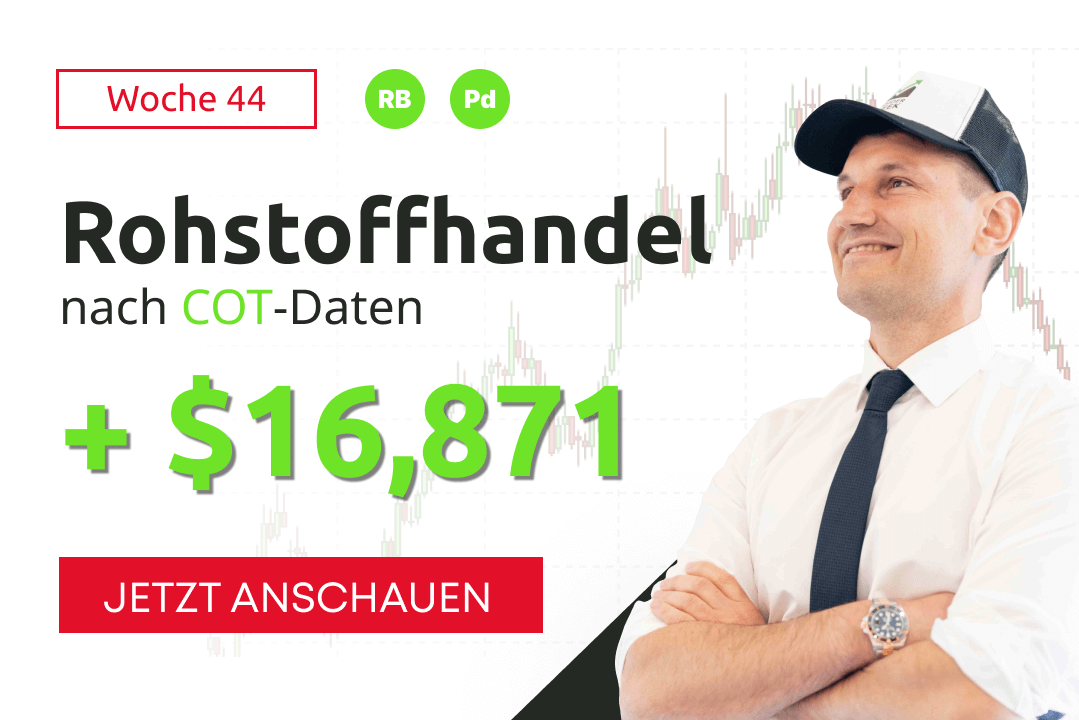 Woche 44
RB
Pd
Rohstoffhandel
nach COT-Daten
+ $16,871
JETZT ANSCHAUEN